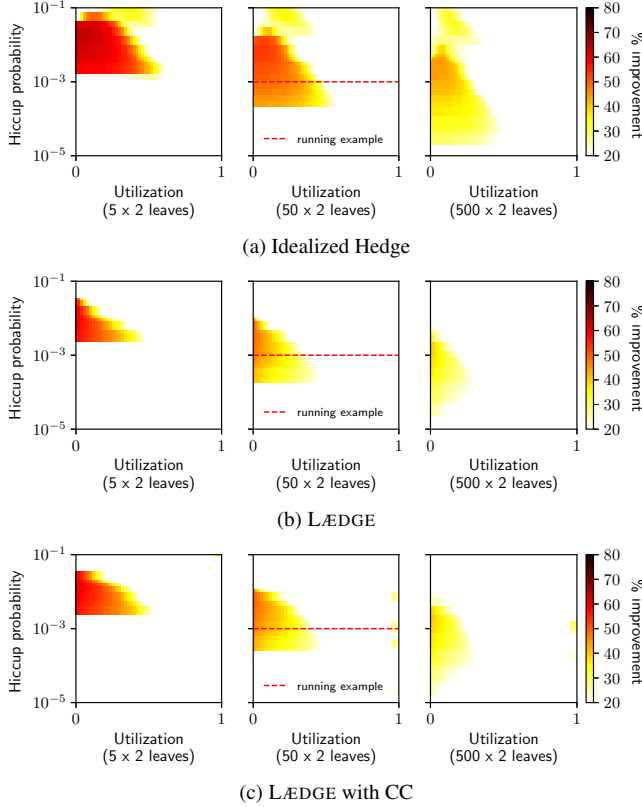 10⁻¹
10⁻³
10⁻⁵
Hiccup probability
0 1
Utilization
(5 x 2 leaves)
running example
0 1
Utilization
(50 x 2 leaves)
0 1
Utilization
(500 x 2 leaves)
80
70
60
50
40
30
20
% improvement
(a) Idealized Hedge
10⁻¹
10⁻³
10⁻⁵
Hiccup probability
0 1
Utilization
(5 x 2 leaves)
running example
0 1
Utilization
(50 x 2 leaves)
0 1
Utilization
(500 x 2 leaves)
80
70
60
50
40
30
20
% improvement
(b) LÆDGE
10⁻¹
10⁻³
10⁻⁵
Hiccup probability
0 1
Utilization
(5 x 2 leaves)
running example
0 1
Utilization
(50 x 2 leaves)
0 1
Utilization
(500 x 2 leaves)
80
70
60
50
40
30
20
% improvement
(c) LÆDGE with CC